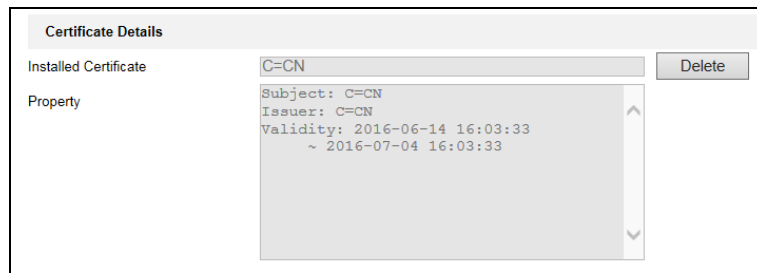 Certificate Details
Installed Certificate C=CN Delete
Property Subject: C=CN
Issuer: C=CN
Validity: 2016-06-14 16:03:33
~ 2016-07-04 16:03:33